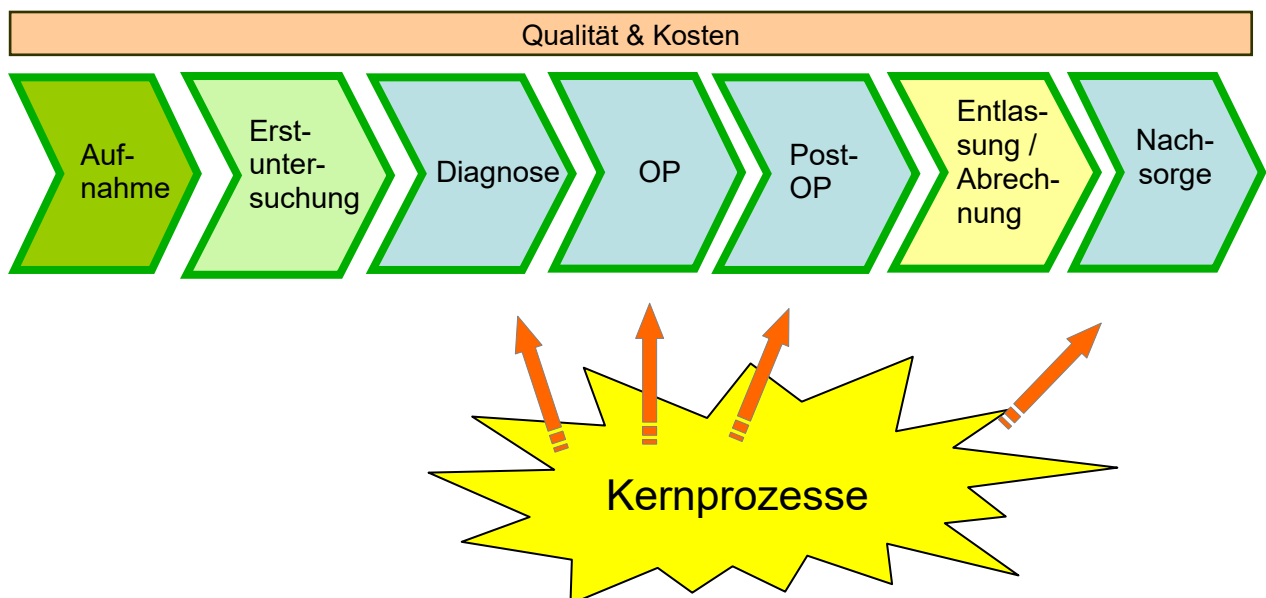 Qualität & Kosten
Auf-
nahme
Erst-
unter-
suchung
Diagnose
OP
Post-
OP
Entlas-
sung /
Abrech-
nung
Nach-
sorge
Kernprozesse